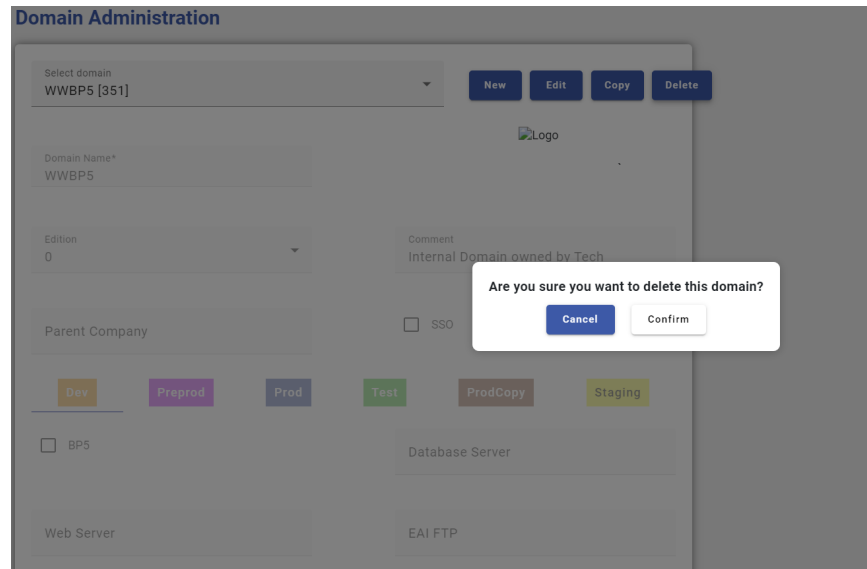 Domain Administration
Select domain
WWBP5 [351]
New Edit Copy Delete
Logo
.
Domain Name*
WWBP5
Edition
0
Comment
Internal Domain owned by Tech
Are you sure you want to delete this domain?
Cancel Confirm
Parent Company
SSO
Dev Preprod Prod Test ProdCopy Staging
BP5
Database Server
Web Server
EAI FTP